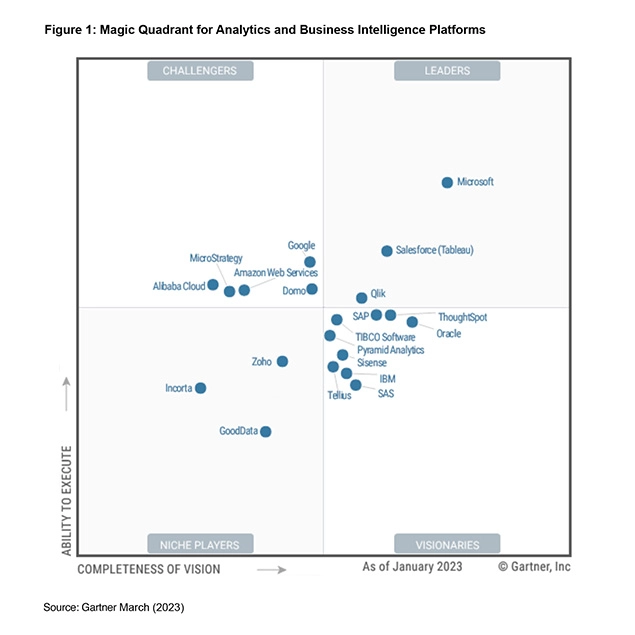 Figure 1: Magic Quadrant for Analytics and Business Intelligence Platforms
CHALLENGERS
LEADERS
Microsoft
Google
Salesforce (Tableau)
MicroStrategy
Amazon Web Services
Alibaba Cloud
Domo
Qlik
SAP
ThoughtSpot
Oracle
TIBCO Software
Pyramid Analytics
Sisense
Zoho
IBM
Incorta
Tellius
SAS
GoodData
ABILITY TO EXECUTE
NICHE PLAYERS
VISIONARIES
COMPLETENESS OF VISION
As of January 2023
© Gartner, Inc
Source: Gartner March (2023)